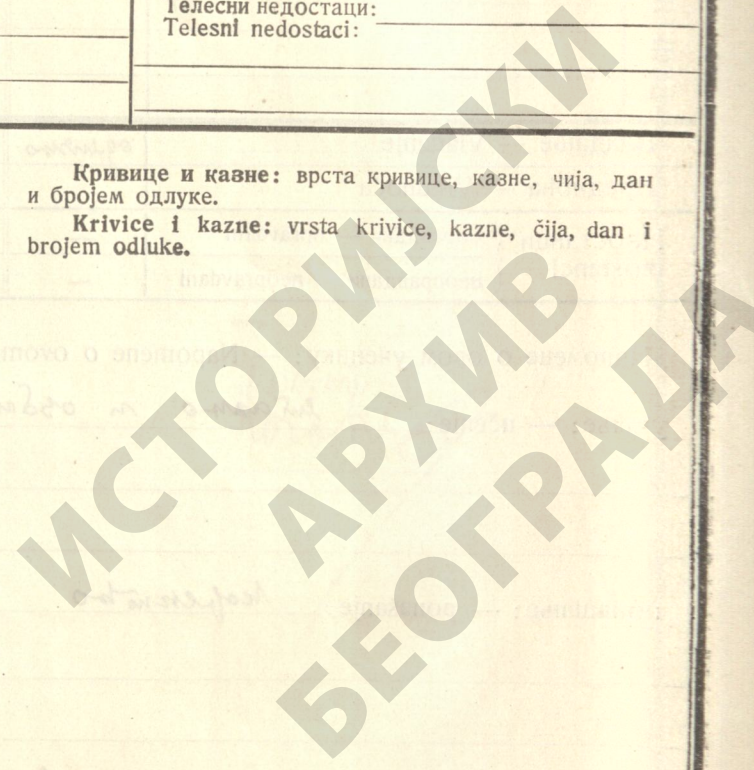 Телесни недостаци:
Telesni nedostaci:
Кривице и казне: врста кривице, казне, чија, дан
и бројем одлуке.
Krivice i kazne: vrsta krivice, kazne, čija, dan i
brojem odluke.
ИСТОРИЈСКИ
АРХИВ
БЕОГРАДА